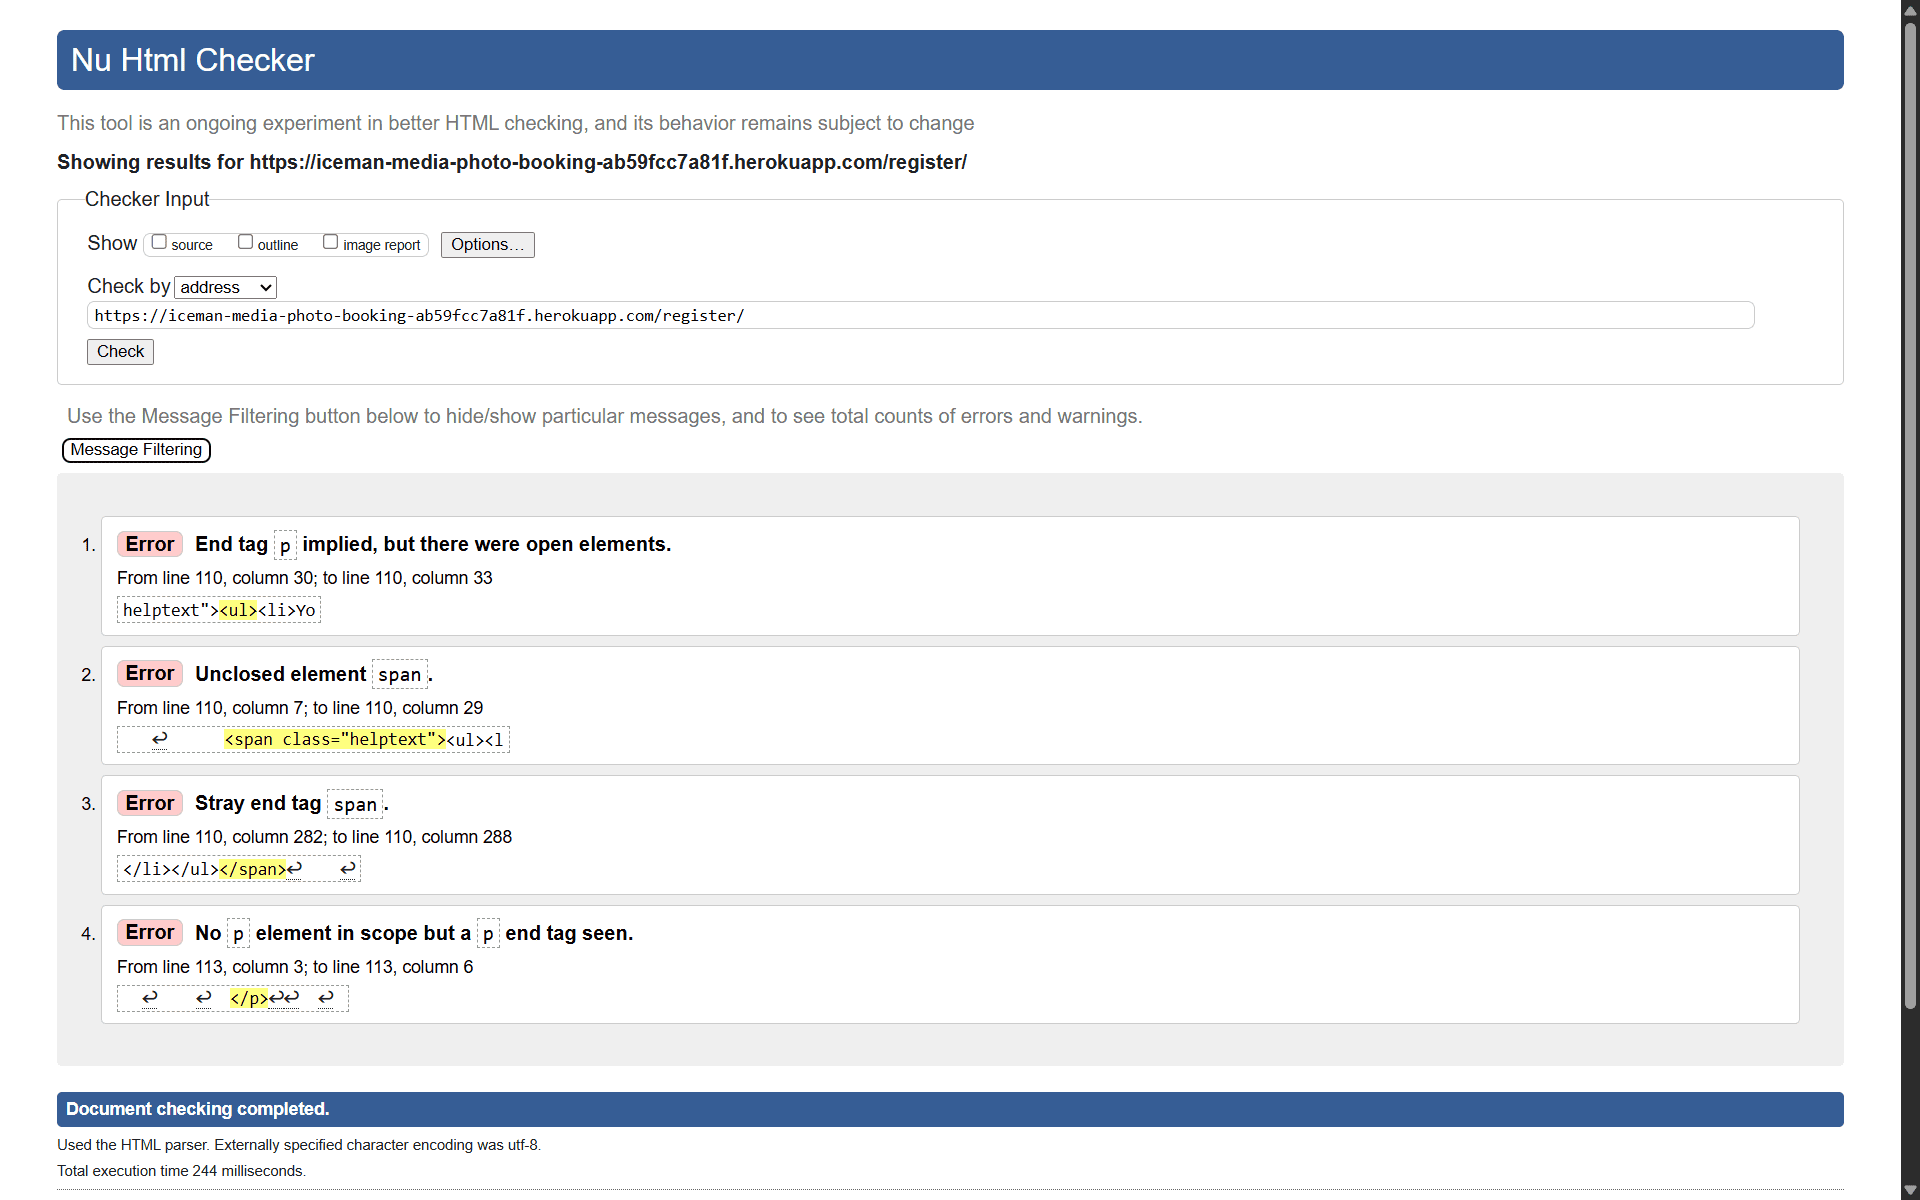 Nu Html Checker
This tool is an ongoing experiment in better HTML checking, and its behavior remains subject to change
Showing results for https://iceman-media-photo-booking-ab59fcc7a81f.herokuapp.com/register/
Checker Input
Show source outline image report Options...
Check by address
https://iceman-media-photo-booking-ab59fcc7a81f.herokuapp.com/register/
Check
Use the Message Filtering button below to hide/show particular messages, and to see total counts of errors and warnings.
Message Filtering
1. Error End tag p implied, but there were open elements.
From line 110, column 30; to line 110, column 33
helptext"><ul><li>Yo
2. Error Unclosed element span.
From line 110, column 7; to line 110, column 29
↩ <span class="helptext"><ul><l
3. Error Stray end tag span.
From line 110, column 282; to line 110, column 288
</li></ul></span>↩ ↩
4. Error No p element in scope but a p end tag seen.
From line 113, column 3; to line 113, column 6
↩ ↩ </p>↩↩ ↩
Document checking completed.
Used the HTML parser. Externally specified character encoding was utf-8.
Total execution time 244 milliseconds.